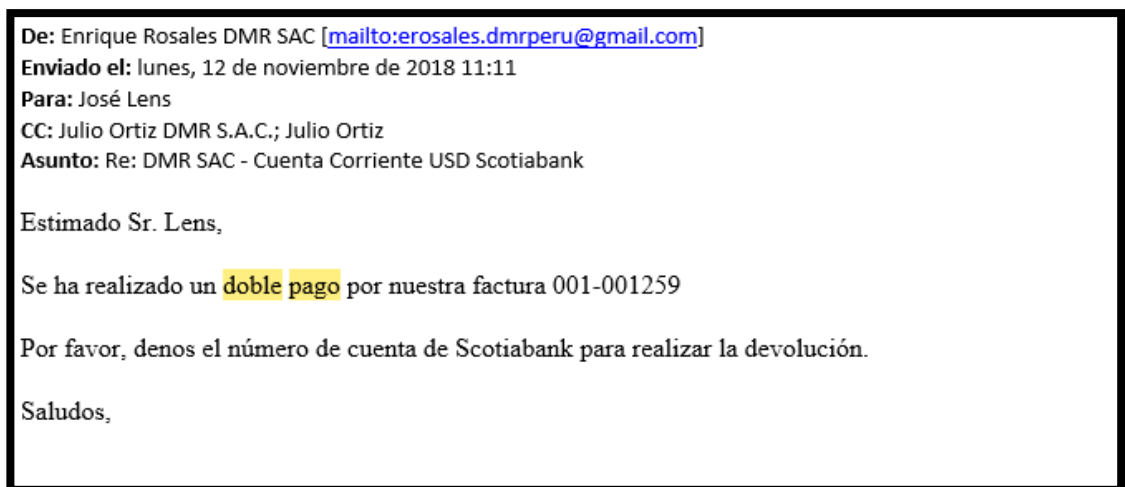 De: Enrique Rosales DMR SAC [mailto:erosales.dmrperu@gmail.com]
Enviado el: lunes, 12 de noviembre de 2018 11:11
Para: José Lens
CC: Julio Ortiz DMR S.A.C.; Julio Ortiz
Asunto: Re: DMR SAC - Cuenta Corriente USD Scotiabank
Estimado Sr. Lens,
Se ha realizado un doble pago por nuestra factura 001-001259
Por favor, denos el número de cuenta de Scotiabank para realizar la devolución.
Saludos,